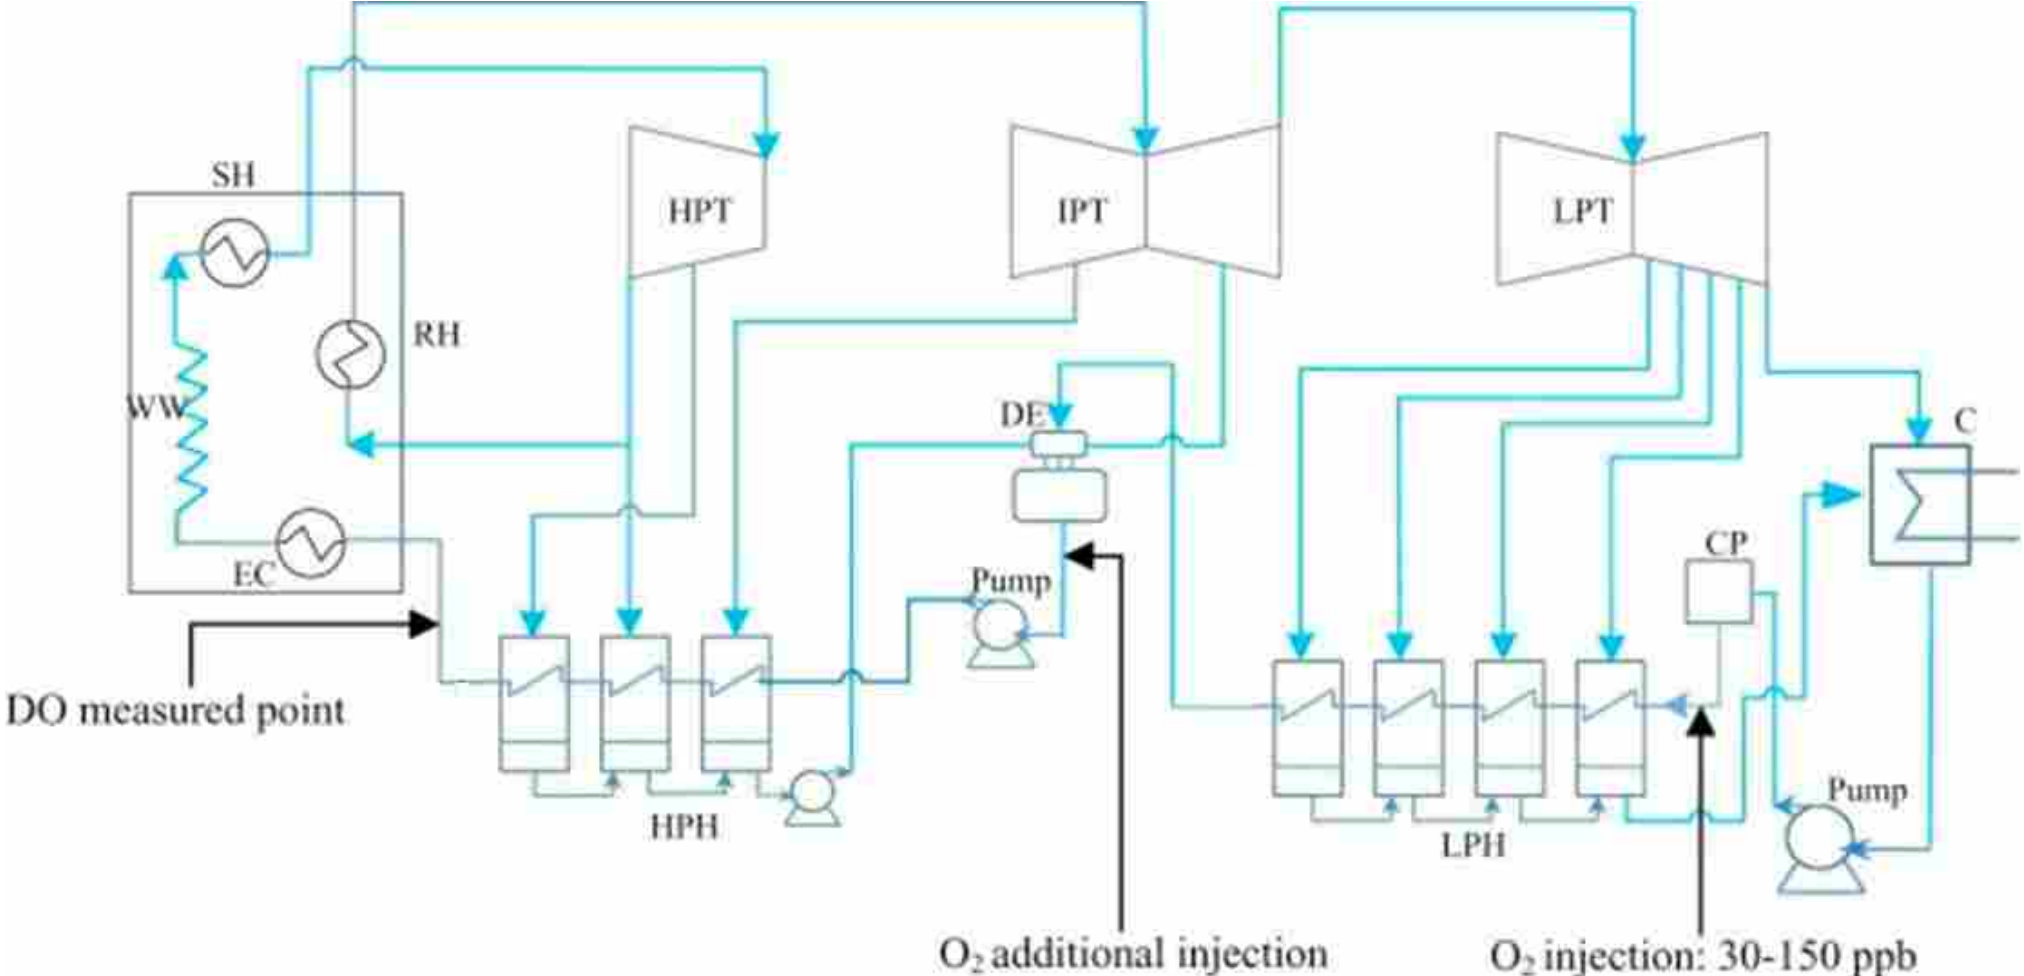 SH
HPT
IPT
LPT
RH
WW
DE
C
EC
Pump
CP
DO measured point
HPH
Pump
LPH
O₂ additional injection
O₂ injection: 30-150 ppb